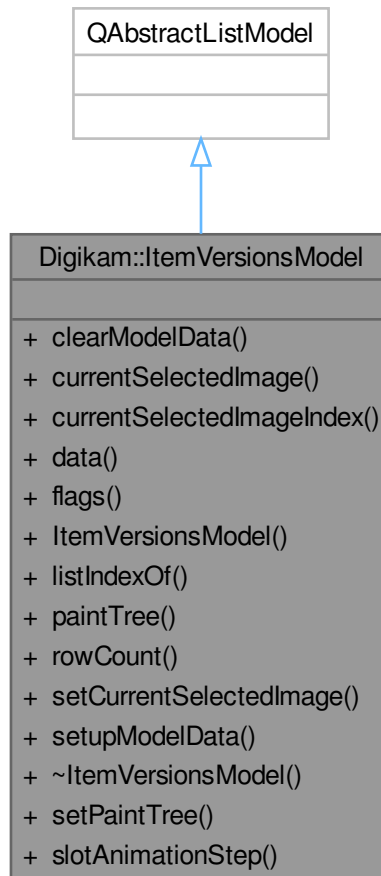 QAbstractListModel
Digikam::ItemVersionsModel
+ clearModelData()
+ currentSelectedImage()
+ currentSelectedImageIndex()
+ data()
+ flags()
+ ItemVersionsModel()
+ listIndexOf()
+ paintTree()
+ rowCount()
+ setCurrentSelectedImage()
+ setupModelData()
+ ~ItemVersionsModel()
+ setPaintTree()
+ slotAnimationStep()